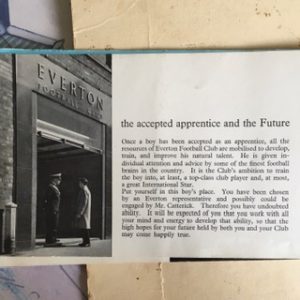 EVERTON
FOOTBALL CLUB
the accepted apprentice and the Future
Once a boy has been accepted as an apprentice, all the
resources of Everton Football Club are mobilised to develop,
train, and improve his natural talent. He is given in-
dividual attention and advice by some of the finest football
brains in the country. It is the Club's ambition to train
the boy into, at least, a top-class club player and, at most,
a great International Star.
Put yourself in this boy's place. You have been chosen
by an Everton representative and possibly could be
engaged by Mr. Catterick. Therefore you have undoubted
ability. It will be expected of you that you work with all
your mind and energy to develop that ability, so that the
high hopes for your future held by both you and your Club
may come happily true.